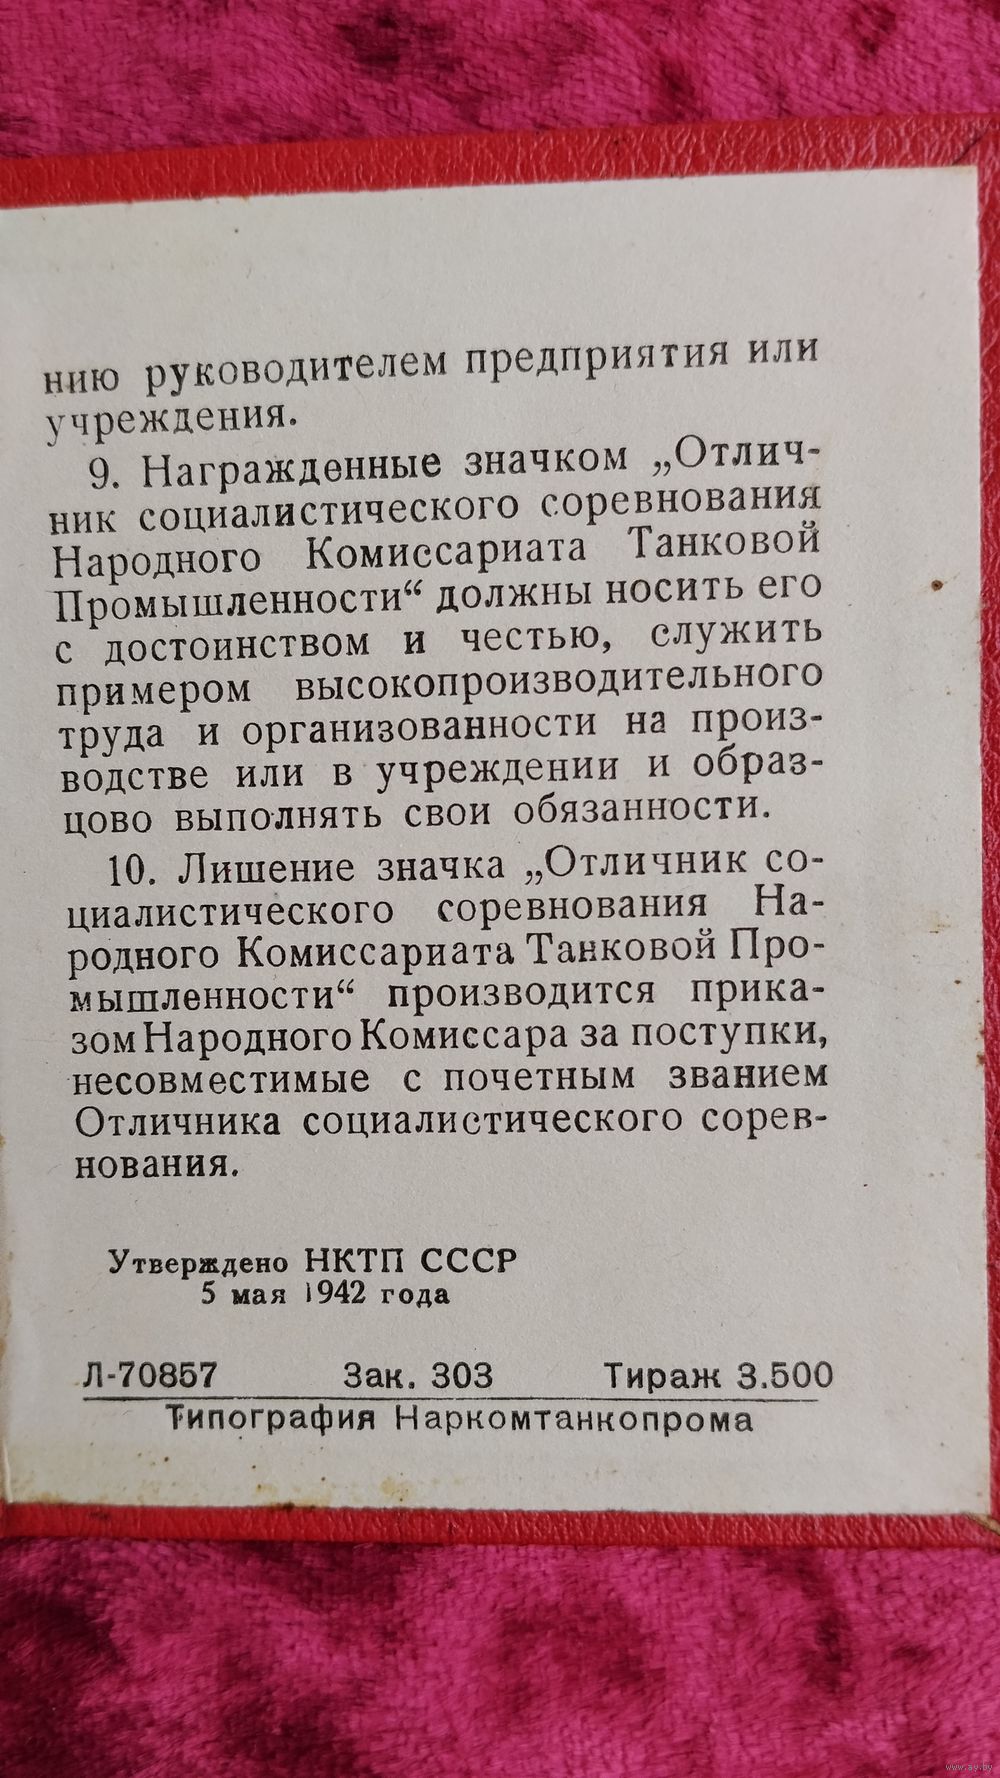 нию руководителем предприятия или
учреждения.
9. Награжденные значком „Отлич-
ник социалистического соревнования
Народного Комиссариата Танковой
Промышленности“ должны носить его
с достоинством и честью, служить
примером высокопроизводительного
труда и организованности на произ-
водстве или в учреждении и образ-
цово выполнять свои обязанности.
10. Лишение значка „Отличник со-
циалистического соревнования На-
родного Комиссариата Танковой Про-
мышленности“ производится прика-
зом Народного Комиссара за поступки,
несовместимые с почетным званием
Отличника социалистического сорев-
нования.
Утверждено НКТП СССР
5 мая 1942 года
Л-70857 Зак. 303 Тираж 3.500
Типография Наркомтанкопрома
www.ay.by